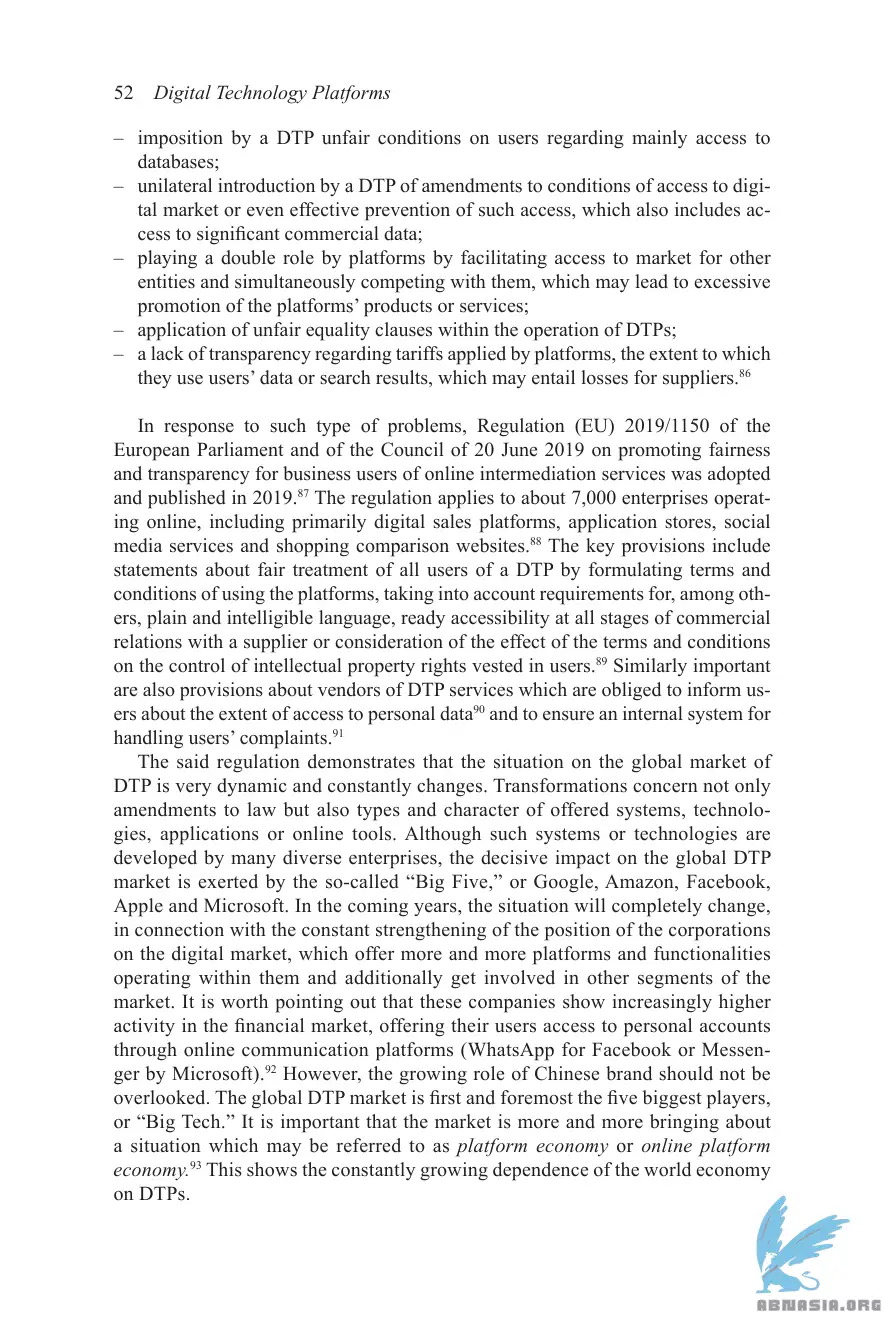 52 Digital Technology Platforms
– imposition by a DTP unfair conditions on users regarding mainly access to
databases;
– unilateral introduction by a DTP of amendments to conditions of access to digi-
tal market or even effective prevention of such access, which also includes ac-
cess to significant commercial data;
– playing a double role by platforms by facilitating access to market for other
entities and simultaneously competing with them, which may lead to excessive
promotion of the platforms’ products or services;
– application of unfair equality clauses within the operation of DTPs;
– a lack of transparency regarding tariffs applied by platforms, the extent to which
they use users’ data or search results, which may entail losses for suppliers.86
In response to such type of problems, Regulation (EU) 2019/1150 of the
European Parliament and of the Council of 20 June 2019 on promoting fairness
and transparency for business users of online intermediation services was adopted
and published in 2019.87 The regulation applies to about 7,000 enterprises operat-
ing online, including primarily digital sales platforms, application stores, social
media services and shopping comparison websites.88 The key provisions include
statements about fair treatment of all users of a DTP by formulating terms and
conditions of using the platforms, taking into account requirements for, among oth-
ers, plain and intelligible language, ready accessibility at all stages of commercial
relations with a supplier or consideration of the effect of the terms and conditions
on the control of intellectual property rights vested in users.89 Similarly important
are also provisions about vendors of DTP services which are obliged to inform us-
ers about the extent of access to personal data90 and to ensure an internal system for
handling users’ complaints.91
The said regulation demonstrates that the situation on the global market of
DTP is very dynamic and constantly changes. Transformations concern not only
amendments to law but also types and character of offered systems, technolo-
gies, applications or online tools. Although such systems or technologies are
developed by many diverse enterprises, the decisive impact on the global DTP
market is exerted by the so-called “Big Five,” or Google, Amazon, Facebook,
Apple and Microsoft. In the coming years, the situation will completely change,
in connection with the constant strengthening of the position of the corporations
on the digital market, which offer more and more platforms and functionalities
operating within them and additionally get involved in other segments of the
market. It is worth pointing out that these companies show increasingly higher
activity in the financial market, offering their users access to personal accounts
through online communication platforms (WhatsApp for Facebook or Messen-
ger by Microsoft).92 However, the growing role of Chinese brand should not be
overlooked. The global DTP market is first and foremost the five biggest players,
or “Big Tech.” It is important that the market is more and more bringing about
a situation which may be referred to as platform economy or online platform
economy.93 This shows the constantly growing dependence of the world economy
on DTPs.
ABNASIA.ORG